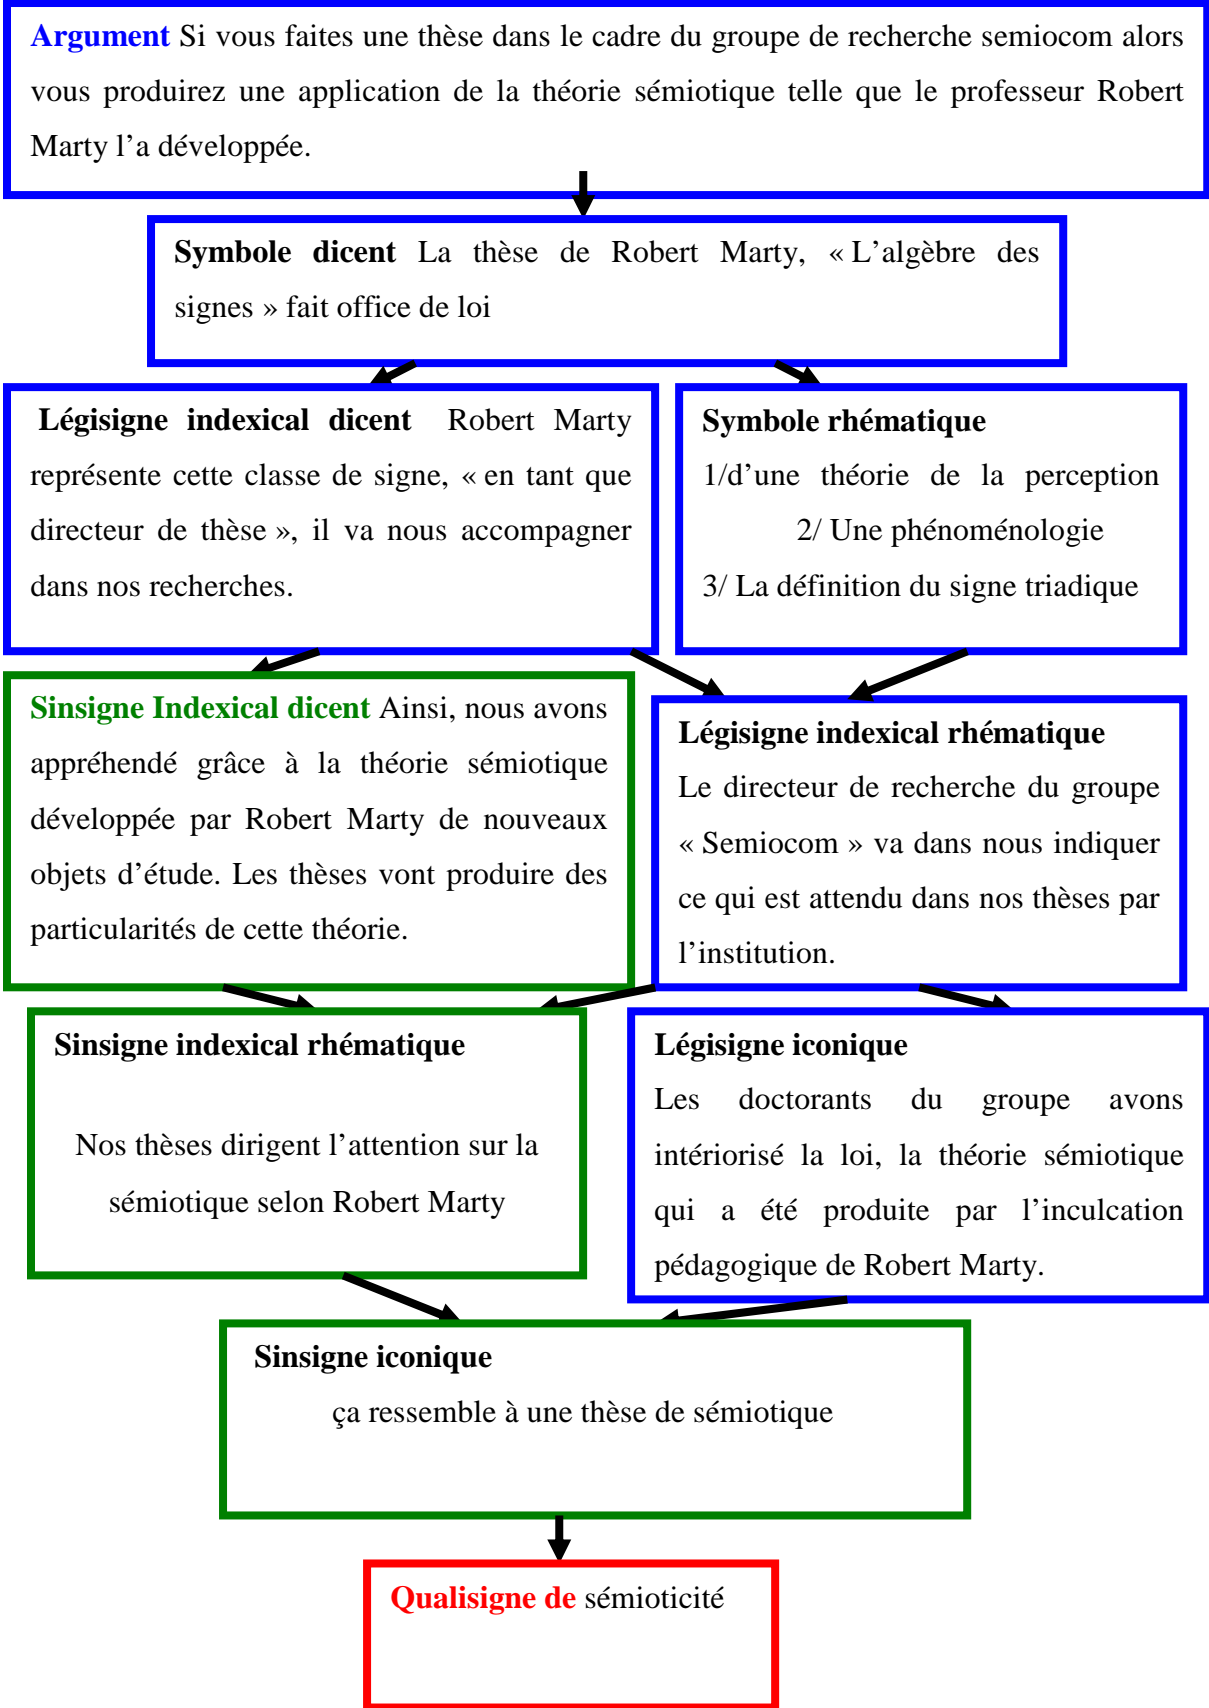 Argument Si vous faites une thèse dans le cadre du groupe de recherche semiocom alors
vous produirez une application de la théorie sémiotique telle que le professeur Robert
Marty l’a développée.
Symbole dicent La thèse de Robert Marty, « L’algèbre des
signes » fait office de loi
Légisigne indexical dicent Robert Marty
représente cette classe de signe, « en tant que
directeur de thèse », il va nous accompagner
dans nos recherches.
Symbole rhématique
1/d’une théorie de la perception
2/ Une phénoménologie
3/ La définition du signe triadique
Sinsigne Indexical dicent Ainsi, nous avons
appréhendé grâce à la théorie sémiotique
développée par Robert Marty de nouveaux
objets d’étude. Les thèses vont produire des
particularités de cette théorie.
Légisigne indexical rhématique
Le directeur de recherche du groupe
« Semiocom » va dans nous indiquer
ce qui est attendu dans nos thèses par
l’institution.
Sinsigne indexical rhématique
Nos thèses dirigent l’attention sur la
sémiotique selon Robert Marty
Légisigne iconique
Les doctorants du groupe avons
intériorisé la loi, la théorie sémiotique
qui a été produite par l’inculcation
pédagogique de Robert Marty.
Sinsigne iconique
ça ressemble à une thèse de sémiotique
Qualisigne de sémioticité